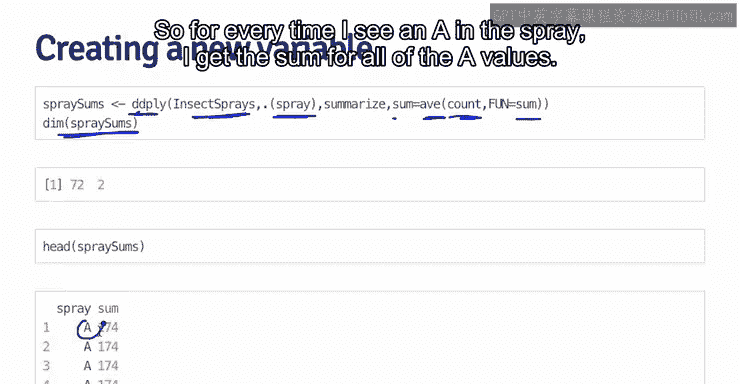 So for every time I see an A in the spray,
I get the sum for all of the A values.
Creating a new variable
spraySums <- ddply(InsectSprays,.(spray),summarize,sum=ave(count,FUN=sum))
dim(spraySums)
[1] 72 2
head(spraySums)
spray sum
1 A 174
2 A 174
3 A 174